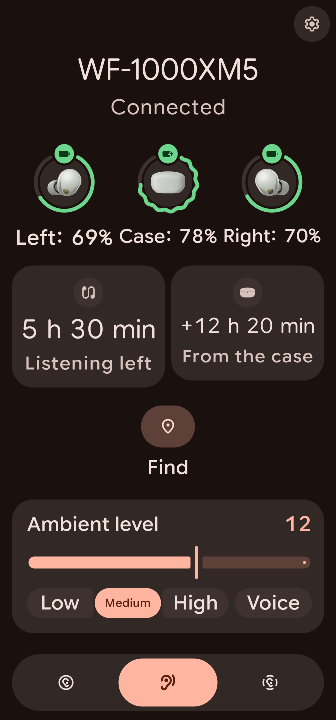 WF-1000XM5
Connected
Left: 69% Case: 78% Right: 70%
5 h 30 min
Listening left
+12 h 20 min
From the case
Find
Ambient level 12
Low Medium High Voice